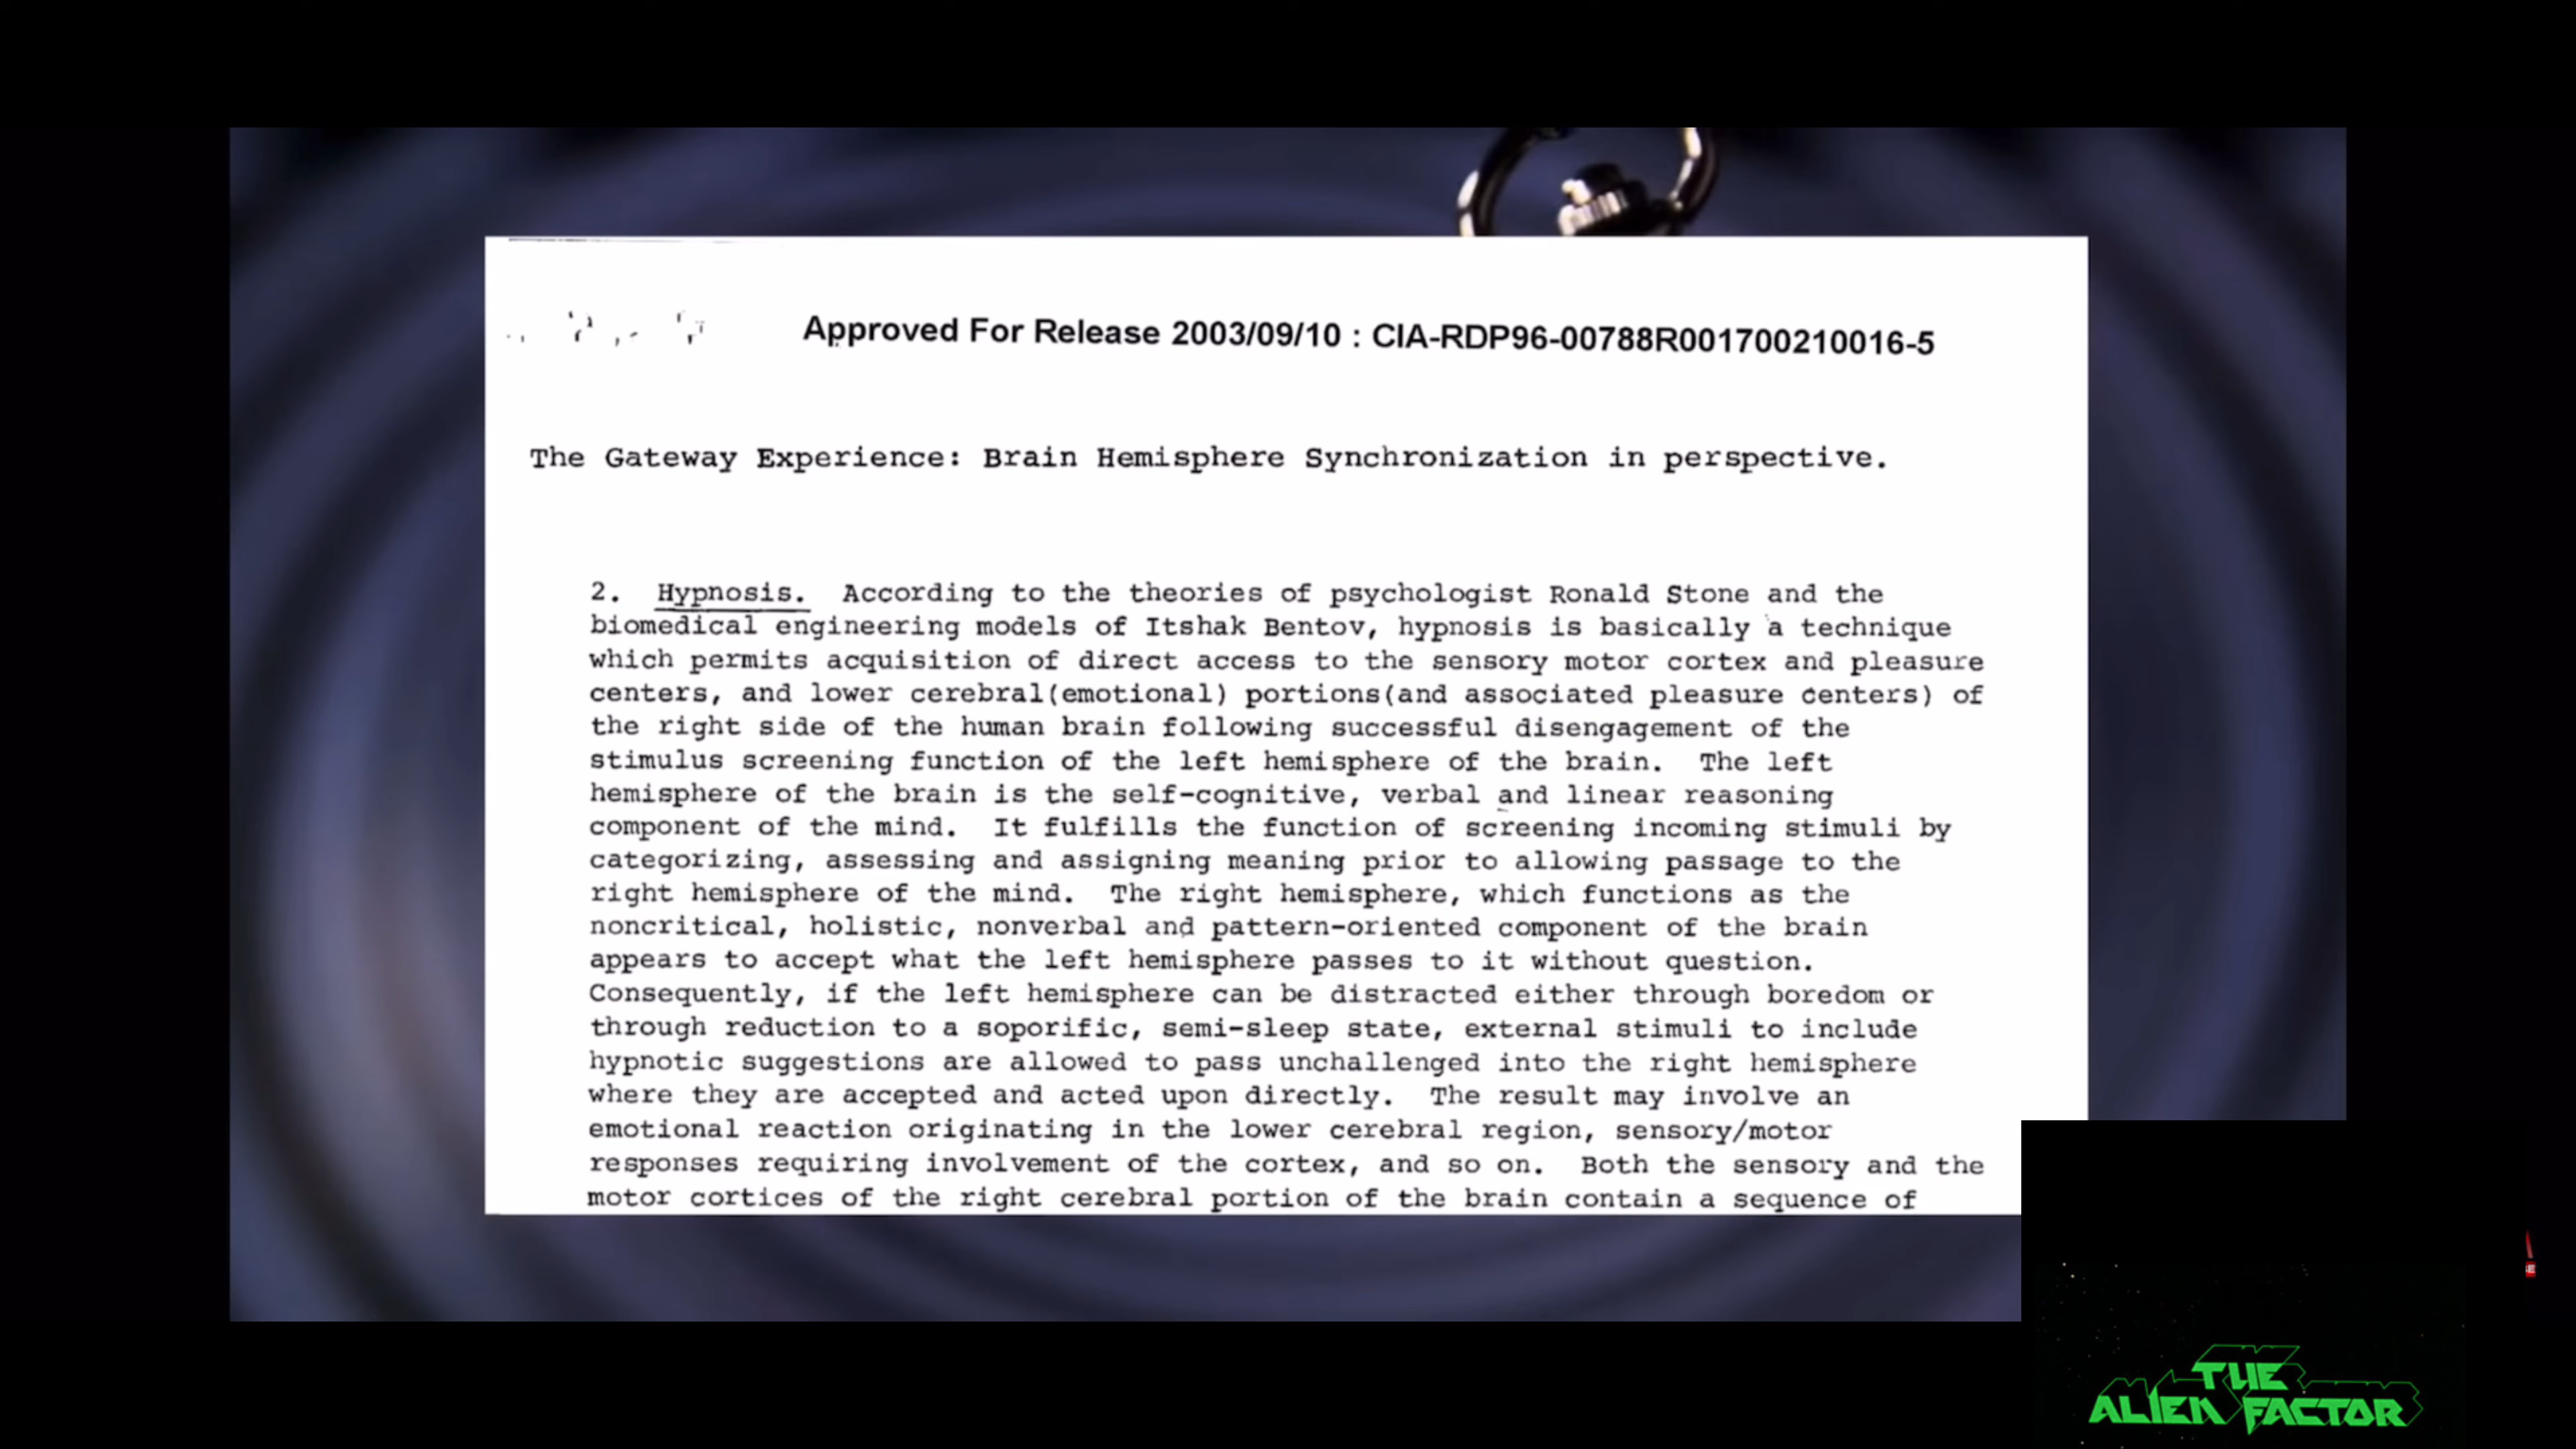 Approved For Release 2003/09/10 : CIA-RDP96-00788R001700210016-5
The Gateway Experience: Brain Hemisphere Synchronization in perspective.
2. Hypnosis. According to the theories of psychologist Ronald Stone and the
biomedical engineering models of Itshak Bentov, hypnosis is basically a technique
which permits acquisition of direct access to the sensory motor cortex and pleasure
centers, and lower cerebral(emotional) portions(and associated pleasure centers) of
the right side of the human brain following successful disengagement of the
stimulus screening function of the left hemisphere of the brain. The left
hemisphere of the brain is the self-cognitive, verbal and linear reasoning
component of the mind. It fulfills the function of screening incoming stimuli by
categorizing, assessing and assigning meaning prior to allowing passage to the
right hemisphere of the mind. The right hemisphere, which functions as the
noncritical, holistic, nonverbal and pattern-oriented component of the brain
appears to accept what the left hemisphere passes to it without question.
Consequently, if the left hemisphere can be distracted either through boredom or
through reduction to a soporific, semi-sleep state, external stimuli to include
hypnotic suggestions are allowed to pass unchallenged into the right hemisphere
where they are accepted and acted upon directly. The result may involve an
emotional reaction originating in the lower cerebral region, sensory/motor
responses requiring involvement of the cortex, and so on. Both the sensory and the
motor cortices of the right cerebral portion of the brain contain a sequence of
THE
ALIEN FACTOR